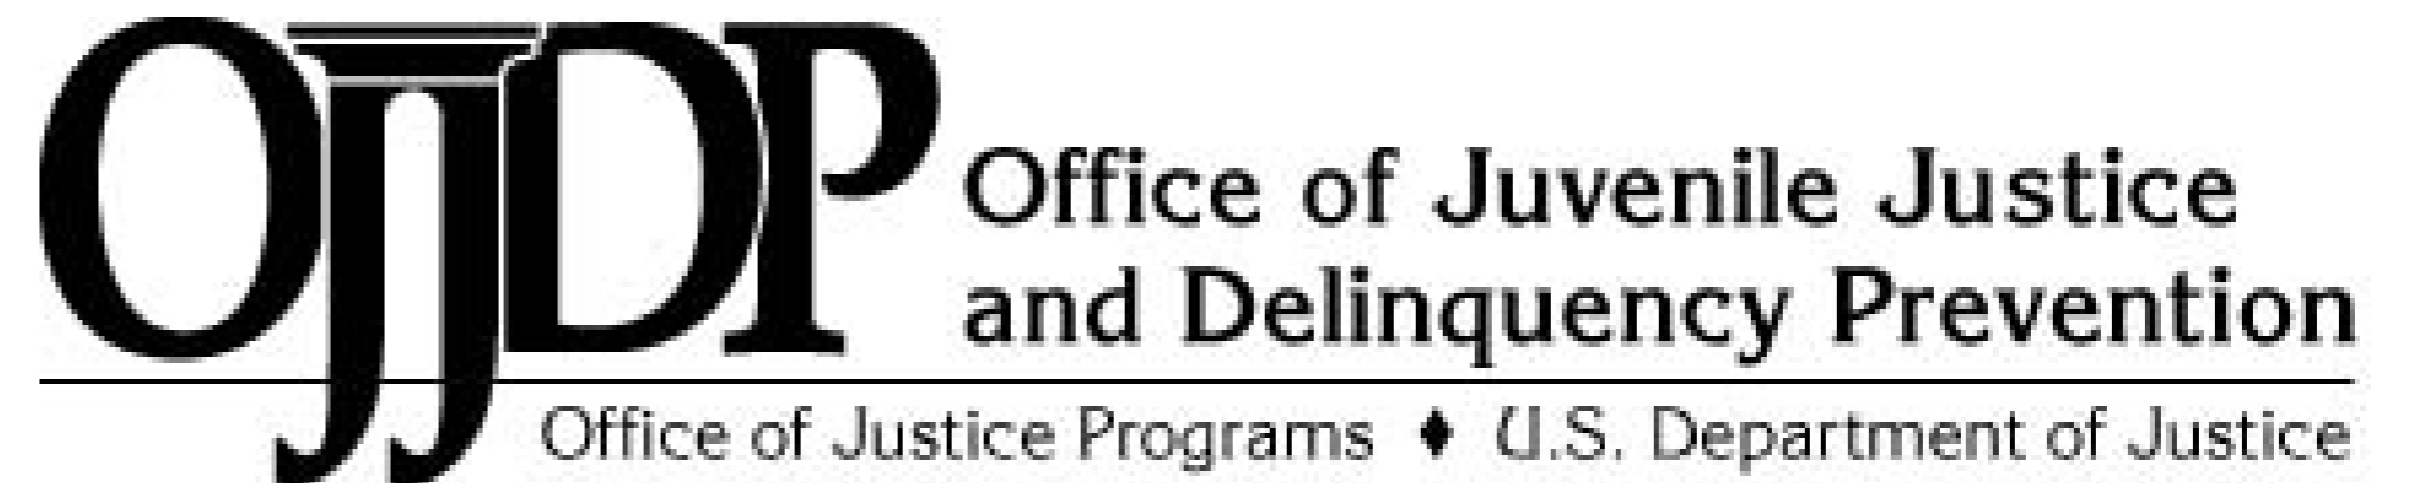 OJJDP
Office of Juvenile Justice
and Delinquency Prevention
Office of Justice Programs ♦ U.S. Department of Justice